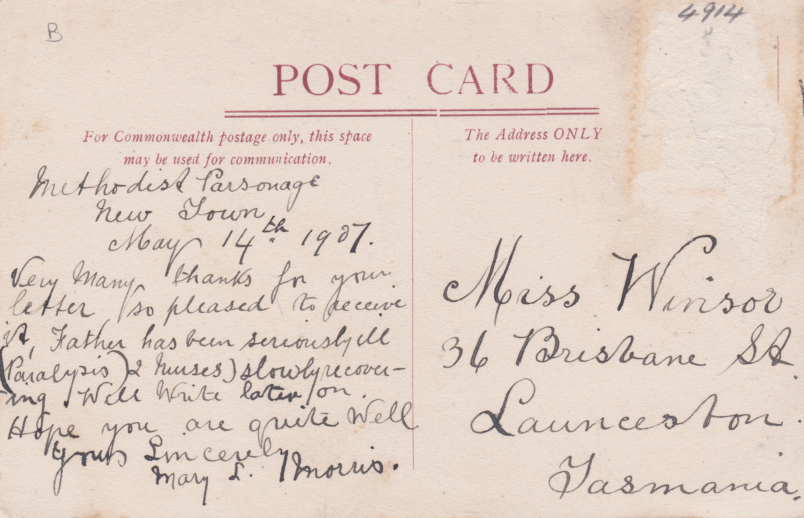 B
4914
POST CARD
For Commonwealth postage only, this space
may be used for communication.
The Address ONLY
to be written here.
Methodist Parsonage
New Town
May 14th 1907.
Very Many thanks for your
letter so pleased to receive
it, Father has been seriously ill
(Paralysis) 2 Nurses) slowly recover-
ing. Will Write later on.
Hope you are quite Well
Yours Sincerely
Mary L. Morris.
Miss Winsor
36 Brisbane St.
Launceston.
Tasmania.